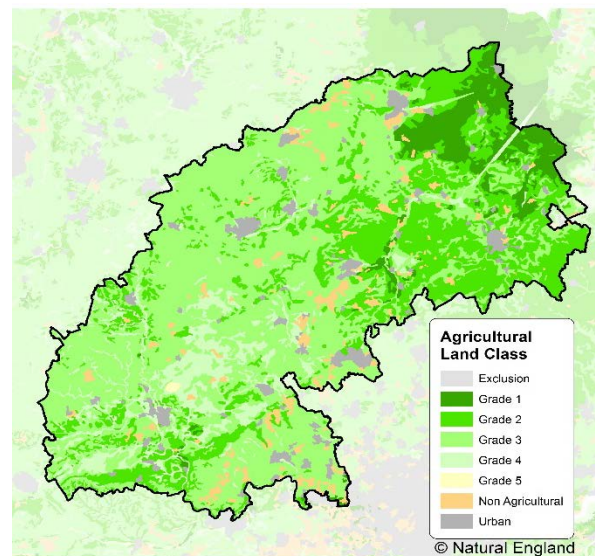 Agricultural
Land Class
Exclusion
Grade 1
Grade 2
Grade 3
Grade 4
Grade 5
Non Agricultural
Urban
© Natural England